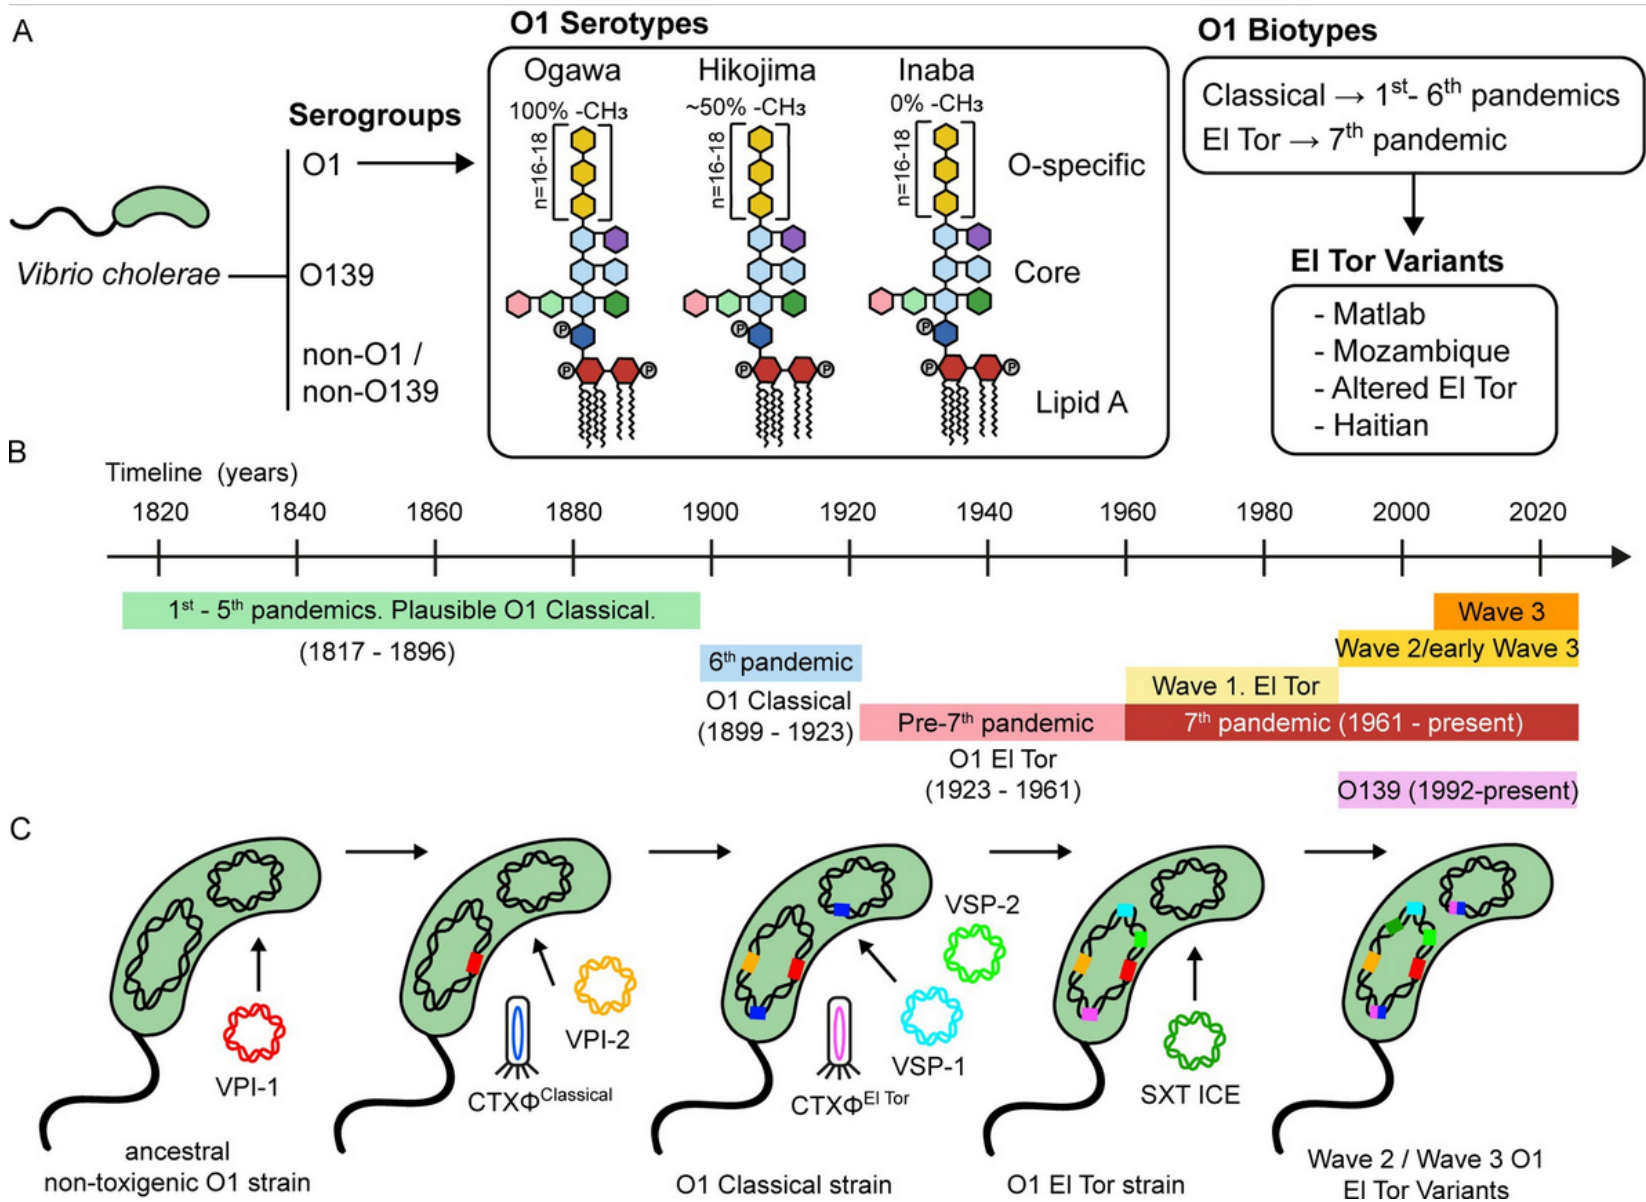 A
O1 Serotypes
O1 Biotypes
Ogawa
Hikojima
Inaba
100% -CH₃
~50% -CH₃
0% -CH₃
n=16-18
n=16-18
n=16-18
O-specific
Core
Lipid A
P
P
P
P
P
P
P
P
P
Classical → 1st- 6th pandemics
El Tor → 7th pandemic
Serogroups
O1
Vibrio cholerae
O139
non-O1 /
non-O139
El Tor Variants
- Matlab
- Mozambique
- Altered El Tor
- Haitian
B
Timeline (years)
1820 1840 1860 1880 1900 1920 1940 1960 1980 2000 2020
1st - 5th pandemics. Plausible O1 Classical.
(1817 - 1896)
Wave 3
Wave 2/early Wave 3
6th pandemic
O1 Classical
(1899 - 1923)
Wave 1. El Tor
Pre-7th pandemic
7th pandemic (1961 - present)
O1 El Tor
(1923 - 1961)
O139 (1992-present)
C
VPI-1
ancestral
non-toxigenic O1 strain
VPI-2
CTXΦClassical
O1 Classical strain
VSP-2
VSP-1
CTXΦEl Tor
O1 El Tor strain
SXT ICE
Wave 2 / Wave 3 O1
El Tor Variants